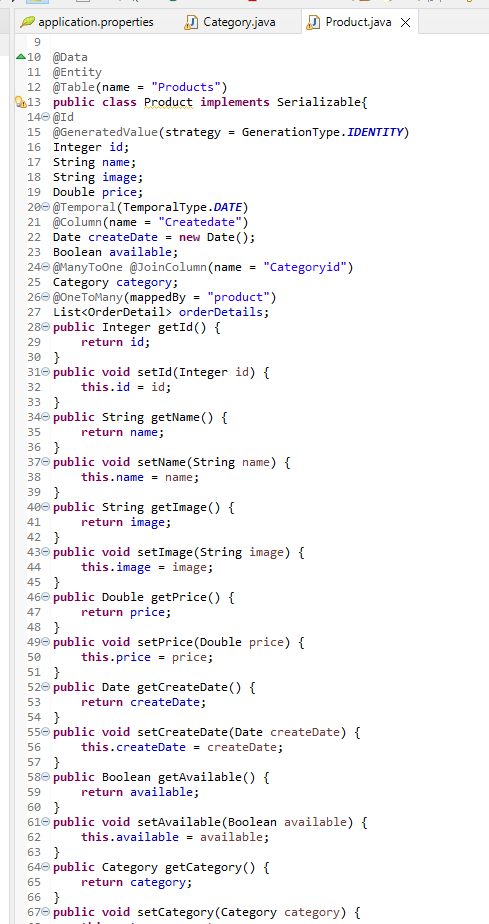 application.properties Category.java Product.java
9
10 @Data
11 @Entity
12 @Table(name = "Products")
13 public class Product implements Serializable{
14 @Id
15 @GeneratedValue(strategy = GenerationType.IDENTITY)
16 Integer id;
17 String name;
18 String image;
19 Double price;
20 @Temporal(TemporalType.DATE)
21 @Column(name = "Createdate")
22 Date createDate = new Date();
23 Boolean available;
24 @ManyToOne @JoinColumn(name = "Categoryid")
25 Category category;
26 @OneToMany(mappedBy = "product")
27 List<OrderDetail> orderDetails;
28 public Integer getId() {
29     return id;
30 }
31 public void setId(Integer id) {
32     this.id = id;
33 }
34 public String getName() {
35     return name;
36 }
37 public void setName(String name) {
38     this.name = name;
39 }
40 public String getImage() {
41     return image;
42 }
43 public void setImage(String image) {
44     this.image = image;
45 }
46 public Double getPrice() {
47     return price;
48 }
49 public void setPrice(Double price) {
50     this.price = price;
51 }
52 public Date getCreateDate() {
53     return createDate;
54 }
55 public void setCreateDate(Date createDate) {
56     this.createDate = createDate;
57 }
58 public Boolean getAvailable() {
59     return available;
60 }
61 public void setAvailable(Boolean available) {
62     this.available = available;
63 }
64 public Category getCategory() {
65     return category;
66 }
67 public void setCategory(Category category) {